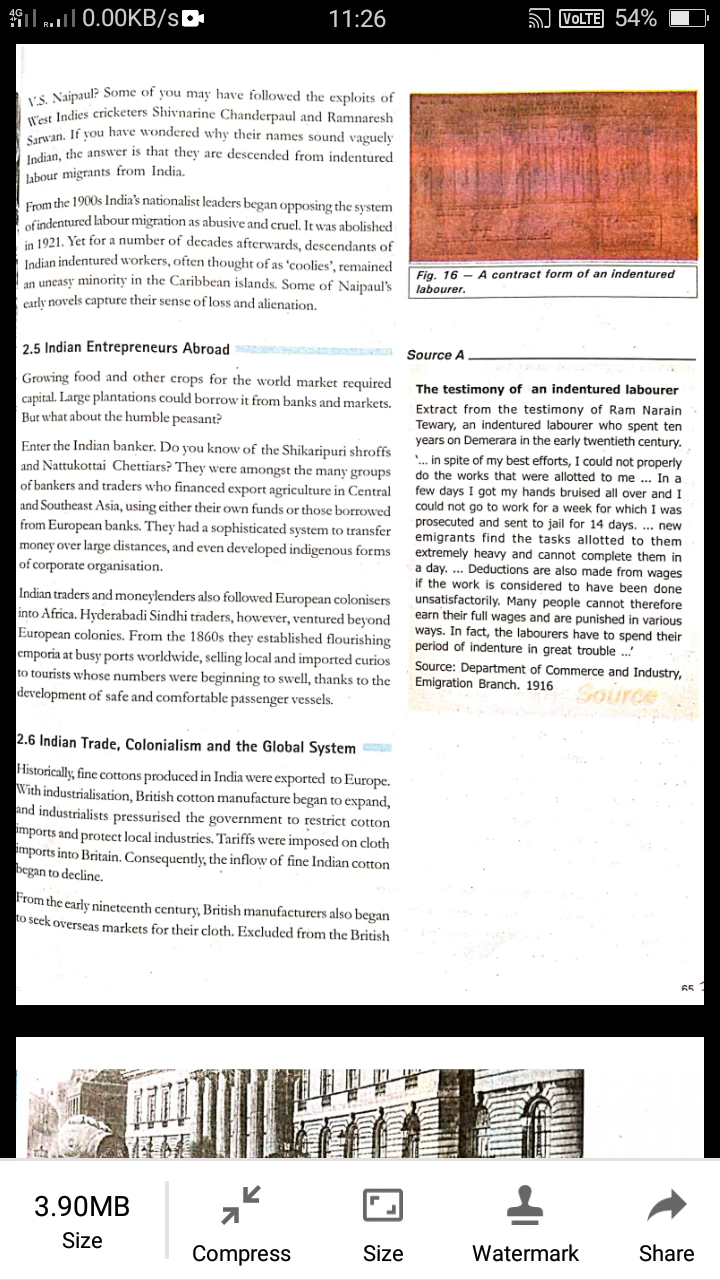 4G
R
0.00KB/s
11:26
VoLTE
54%
V.S. Naipaul? Some of you may have followed the exploits of
West Indies cricketers Shivnarine Chanderpaul and Ramnaresh
Sarwan. If you have wondered why their names sound vaguely
Indian, the answer is that they are descended from indentured
labour migrants from India.
From the 1900s India's nationalist leaders began opposing the system
of indentured labour migration as abusive and cruel. It was abolished
in 1921. Yet for a number of decades afterwards, descendants of
Indian indentured workers, often thought of as 'coolies', remained
an uneasy minority in the Caribbean islands. Some of Naipaul's
early novels capture their sense of loss and alienation.
2.5 Indian Entrepreneurs Abroad
Growing food and other crops for the world market required
capital. Large plantations could borrow it from banks and markets.
But what about the humble peasant?
Enter the Indian banker. Do you know of the Shikaripuri shroffs
and Nattukottai Chettiars? They were amongst the many groups
of bankers and traders who financed export agriculture in Central
and Southeast Asia, using either their own funds or those borrowed
from European banks. They had a sophisticated system to transfer
money over large distances, and even developed indigenous forms
of corporate organisation.
Indian traders and moneylenders also followed European colonisers
into Africa. Hyderabadi Sindhi traders, however, ventured beyond
European colonies. From the 1860s they established flourishing
emporia at busy ports worldwide, selling local and imported curios
to tourists whose numbers were beginning to swell, thanks to the
development of safe and comfortable passenger vessels.
2.6 Indian Trade, Colonialism and the Global System
Historically, fine cottons produced in India were exported to Europe.
With industrialisation, British cotton manufacture began to expand,
and industrialists pressurised the government to restrict cotton
imports and protect local industries. Tariffs were imposed on cloth
imports into Britain. Consequently, the inflow of fine Indian cotton
began to decline.
From the early nineteenth century, British manufacturers also began
to seek overseas markets for their cloth. Excluded from the British
Fig. 16 — A contract form of an indentured
labourer.
Source A
The testimony of an indentured labourer
Extract from the testimony of Ram Narain
Tewary, an indentured labourer who spent ten
years on Demerara in the early twentieth century.
'... in spite of my best efforts, I could not properly
do the works that were allotted to me ... In a
few days I got my hands bruised all over and I
could not go to work for a week for which I was
prosecuted and sent to jail for 14 days. ... new
emigrants find the tasks allotted to them
extremely heavy and cannot complete them in
a day. ... Deductions are also made from wages
if the work is considered to have been done
unsatisfactorily. Many people cannot therefore
earn their full wages and are punished in various
ways. In fact, the labourers have to spend their
period of indenture in great trouble ...'
Source: Department of Commerce and Industry,
Emigration Branch. 1916
Source
65
3.90MB
Size
Compress
Size
Watermark
Share